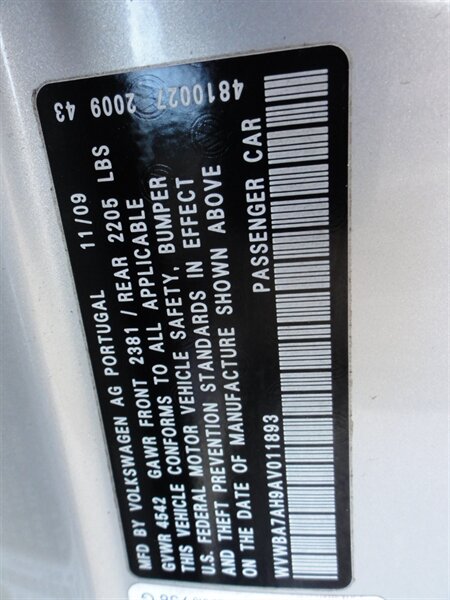 4810027 2009 43
MFD BY VOLKSWAGEN AG PORTUGAL 11/09
GVWR 4542 GAWR FRONT 2381 / REAR 2205 LBS
THIS VEHICLE CONFORMS TO ALL APPLICABLE
U.S. FEDERAL MOTOR VEHICLE SAFETY, BUMPER
AND THEFT PREVENTION STANDARDS IN EFFECT
ON THE DATE OF MANUFACTURE SHOWN ABOVE
PASSENGER CAR
WVWBA7AH9AV011893